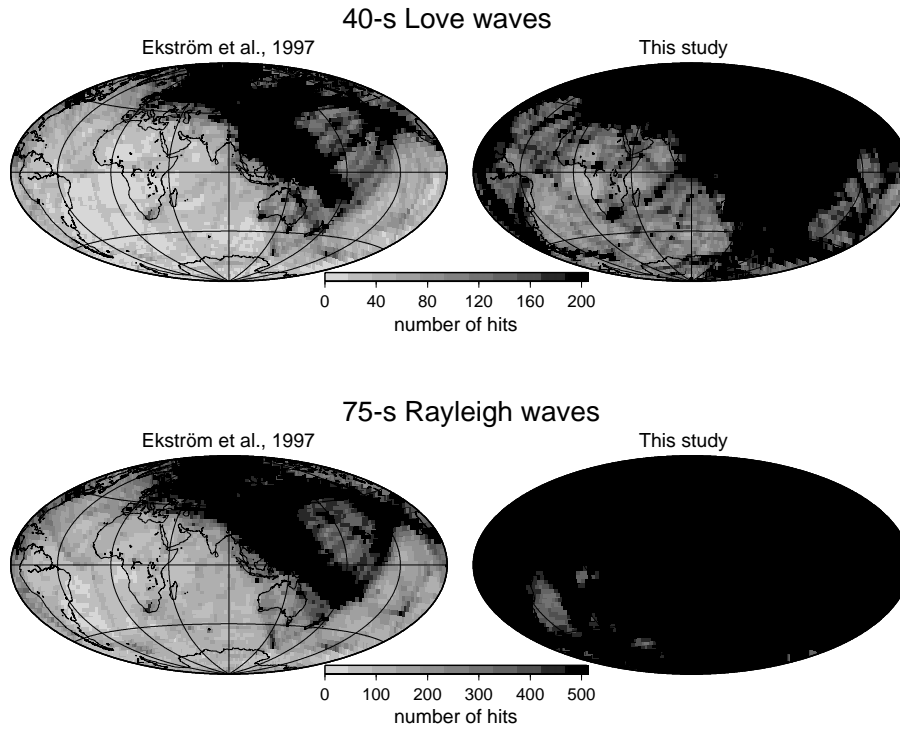 40-s Love waves
Ekström et al., 1997
This study
0 40 80 120 160 200
number of hits
75-s Rayleigh waves
Ekström et al., 1997
This study
0 100 200 300 400 500
number of hits